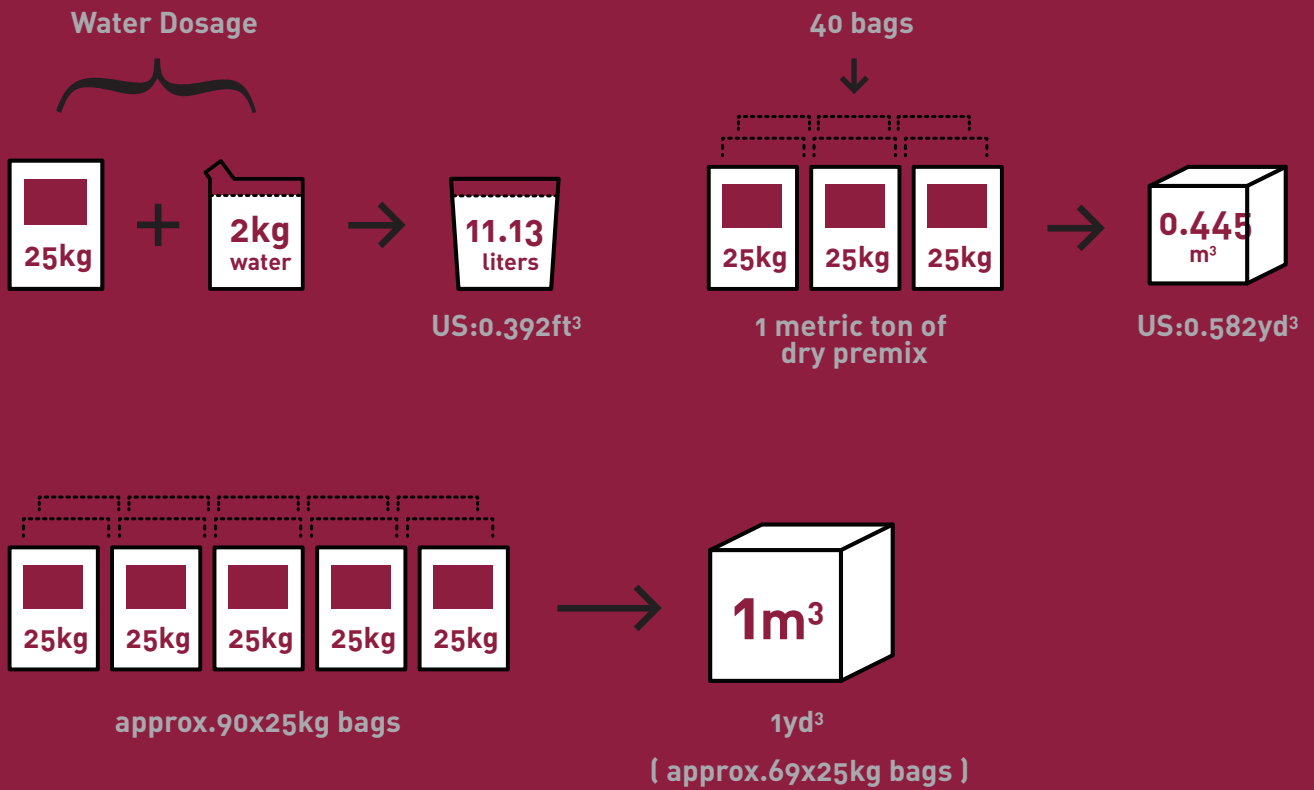 Water Dosage
25kg
+
2kg
water
11.13
liters
US:0.392ft³
40 bags
25kg
25kg
25kg
1 metric ton of
dry premix
0.445
m³
US:0.582yd³
25kg
25kg
25kg
25kg
25kg
approx.90x25kg bags
1m³
1yd³
( approx.69x25kg bags )